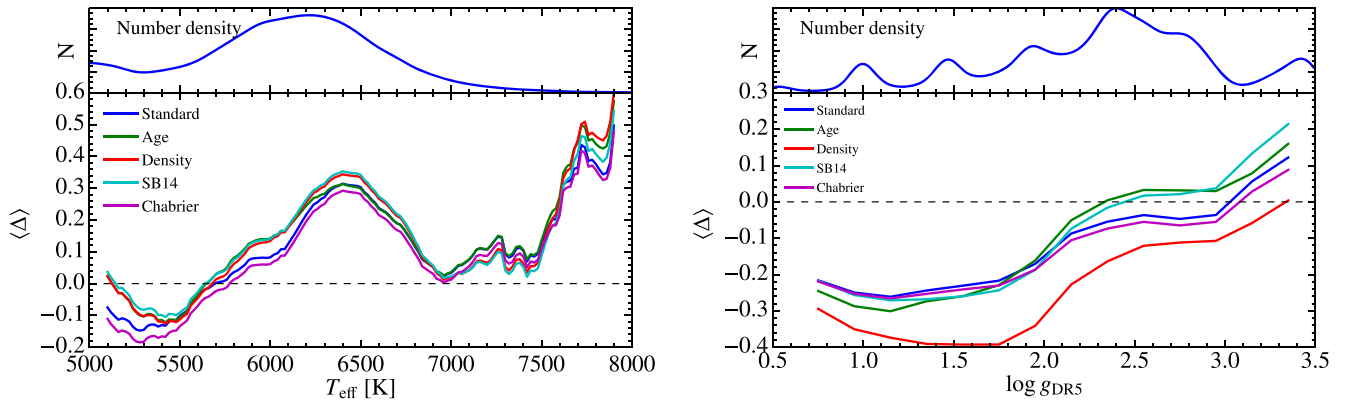 Number density
N
0.6
0.5
0.4
0.3
0.2
0.1
0.0
−0.1
−0.2
⟨Δ⟩
Standard
Age
Density
SB14
Chabrier
5000 5500 6000 6500 7000 7500 8000
T_eff [K]
Number density
N
0.3
0.2
0.1
0.0
−0.1
−0.2
−0.3
−0.4
⟨Δ⟩
Standard
Age
Density
SB14
Chabrier
0.5 1.0 1.5 2.0 2.5 3.0 3.5
log g_DR5